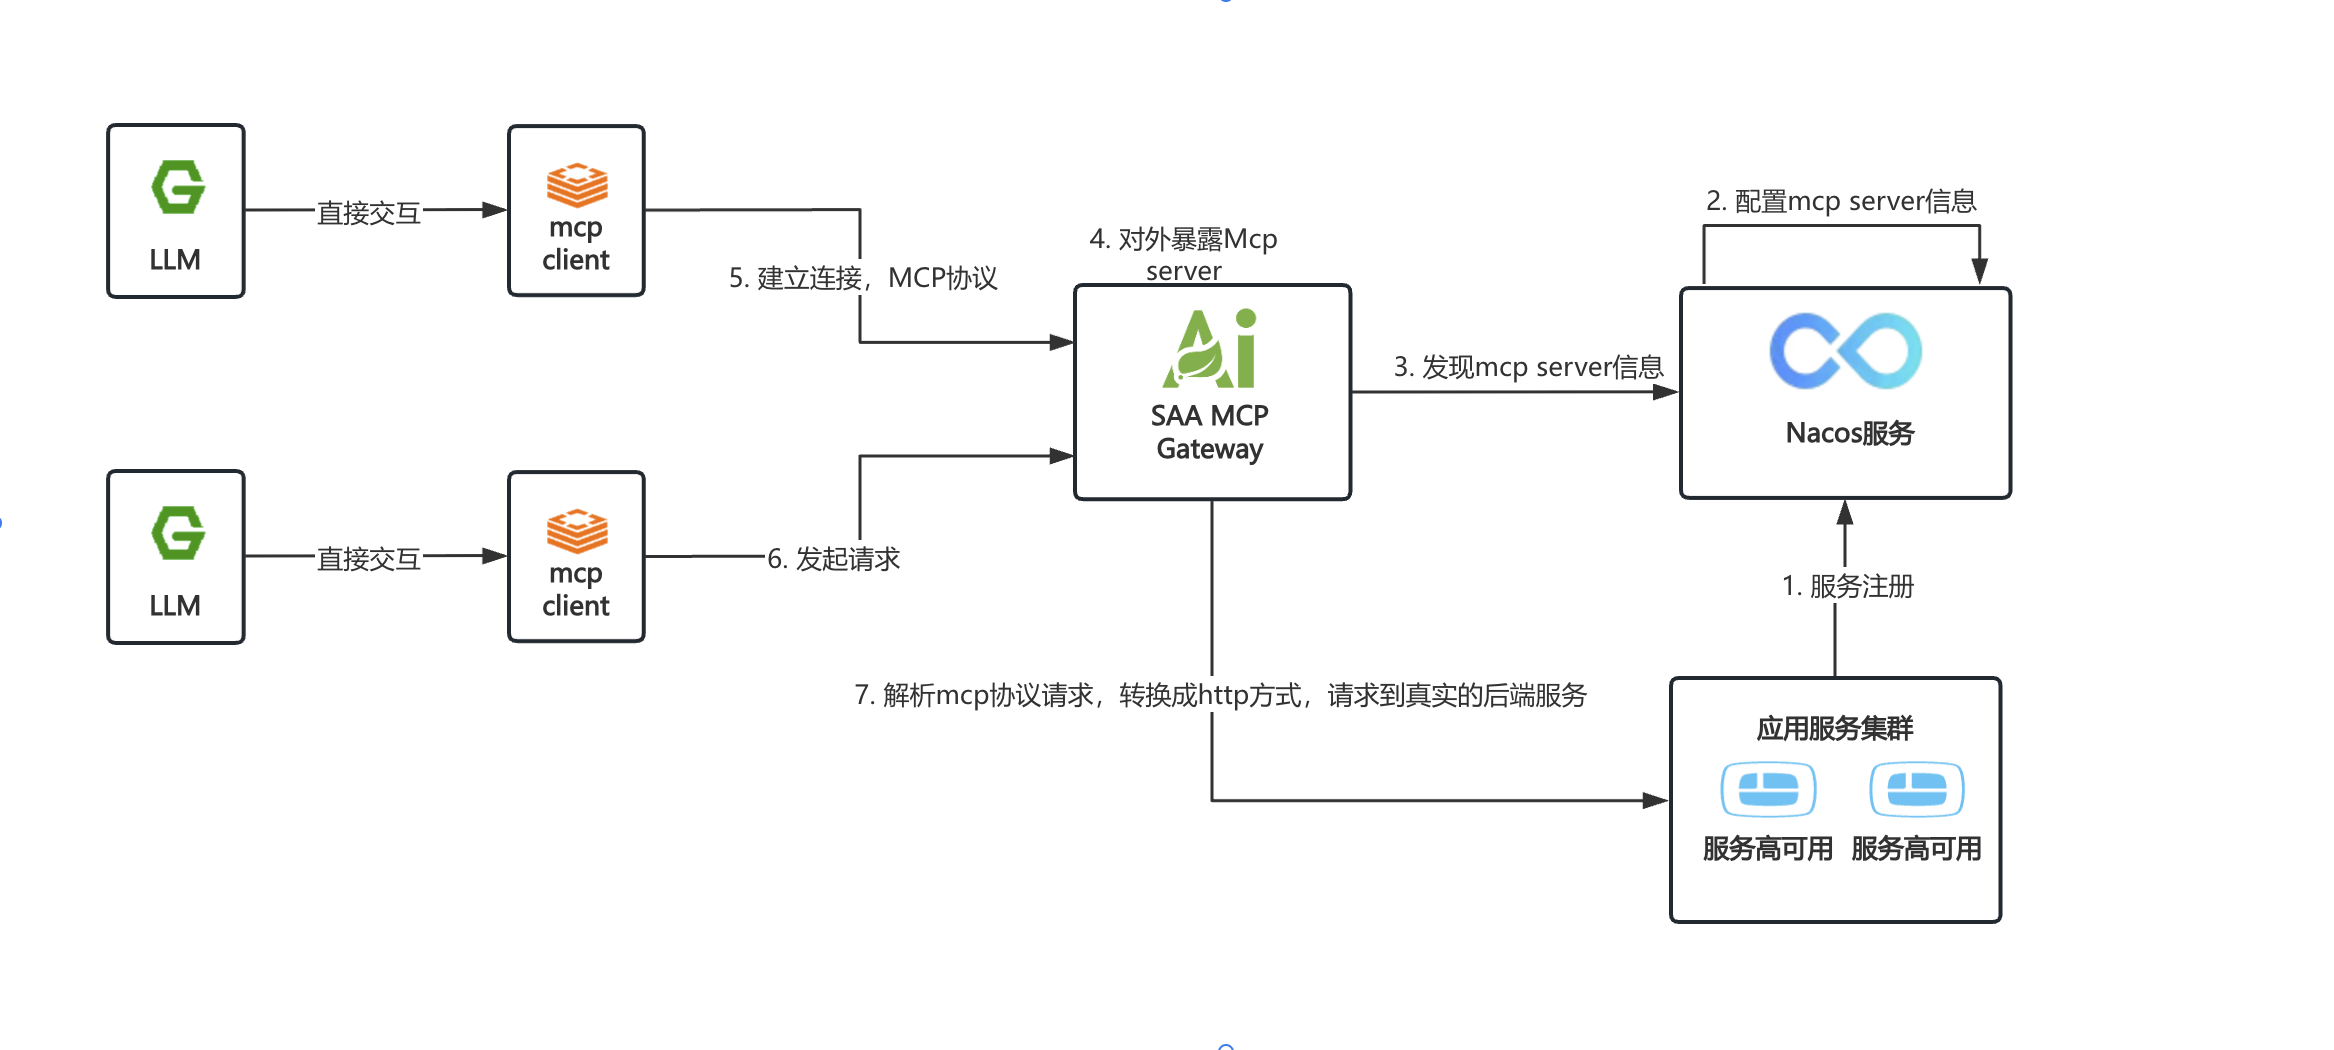 LLM
直接交互
mcp
client
5. 建立连接，MCP协议
4. 对外暴露Mcp
server
Ai
SAA MCP
Gateway
3. 发现mcp server信息
2. 配置mcp server信息
Nacos服务
LLM
直接交互
mcp
client
6. 发起请求
1. 服务注册
7. 解析mcp协议请求，转换成http方式，请求到真实的后端服务
应用服务集群
服务高可用
服务高可用